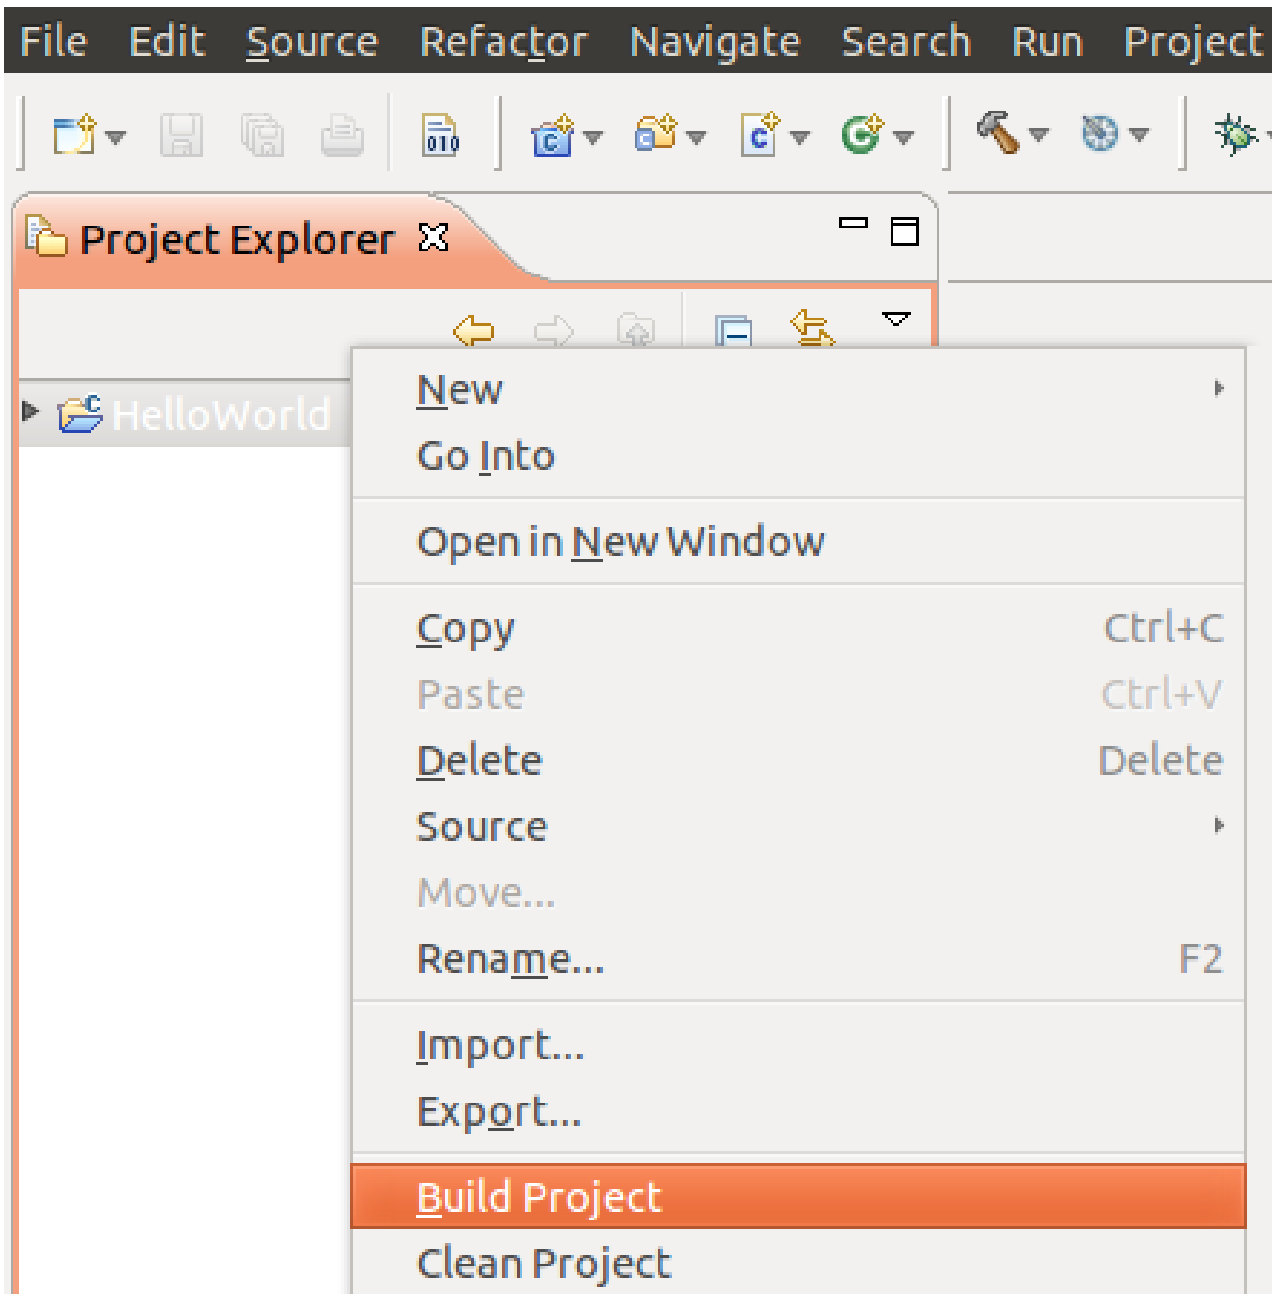 File Edit Source Refactor Navigate Search Run Project
010
Project Explorer
HelloWorld
New
Go Into
Open in New Window
Copy Ctrl+C
Paste Ctrl+V
Delete Delete
Source
Move...
Rename... F2
Import...
Export...
Build Project
Clean Project